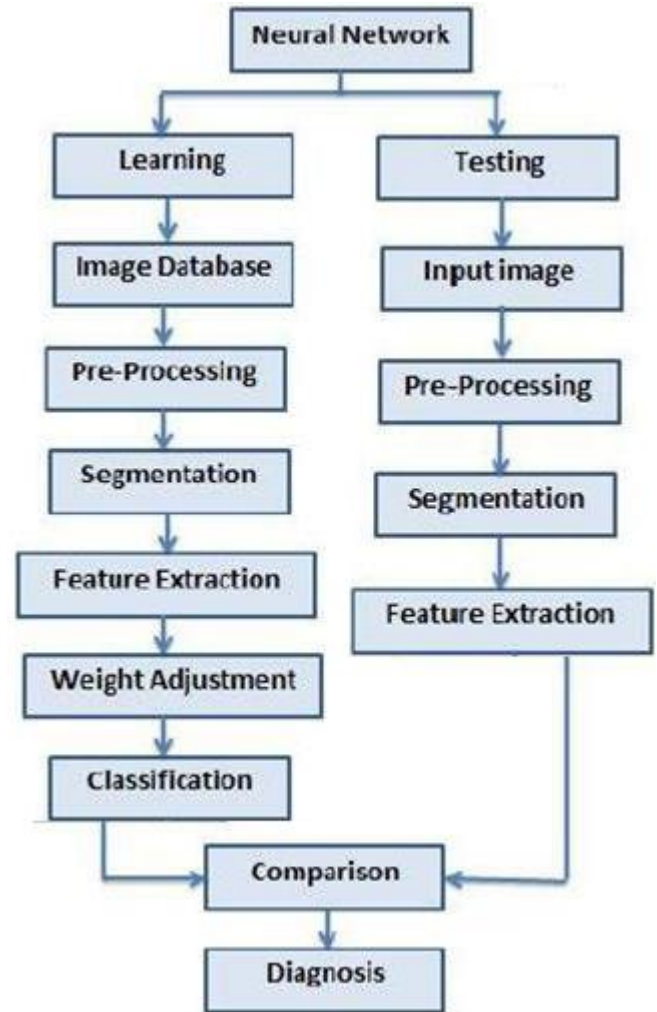 Neural Network
Learning
Testing
Image Database
Input image
Pre-Processing
Pre-Processing
Segmentation
Segmentation
Feature Extraction
Feature Extraction
Weight Adjustment
Classification
Comparison
Diagnosis